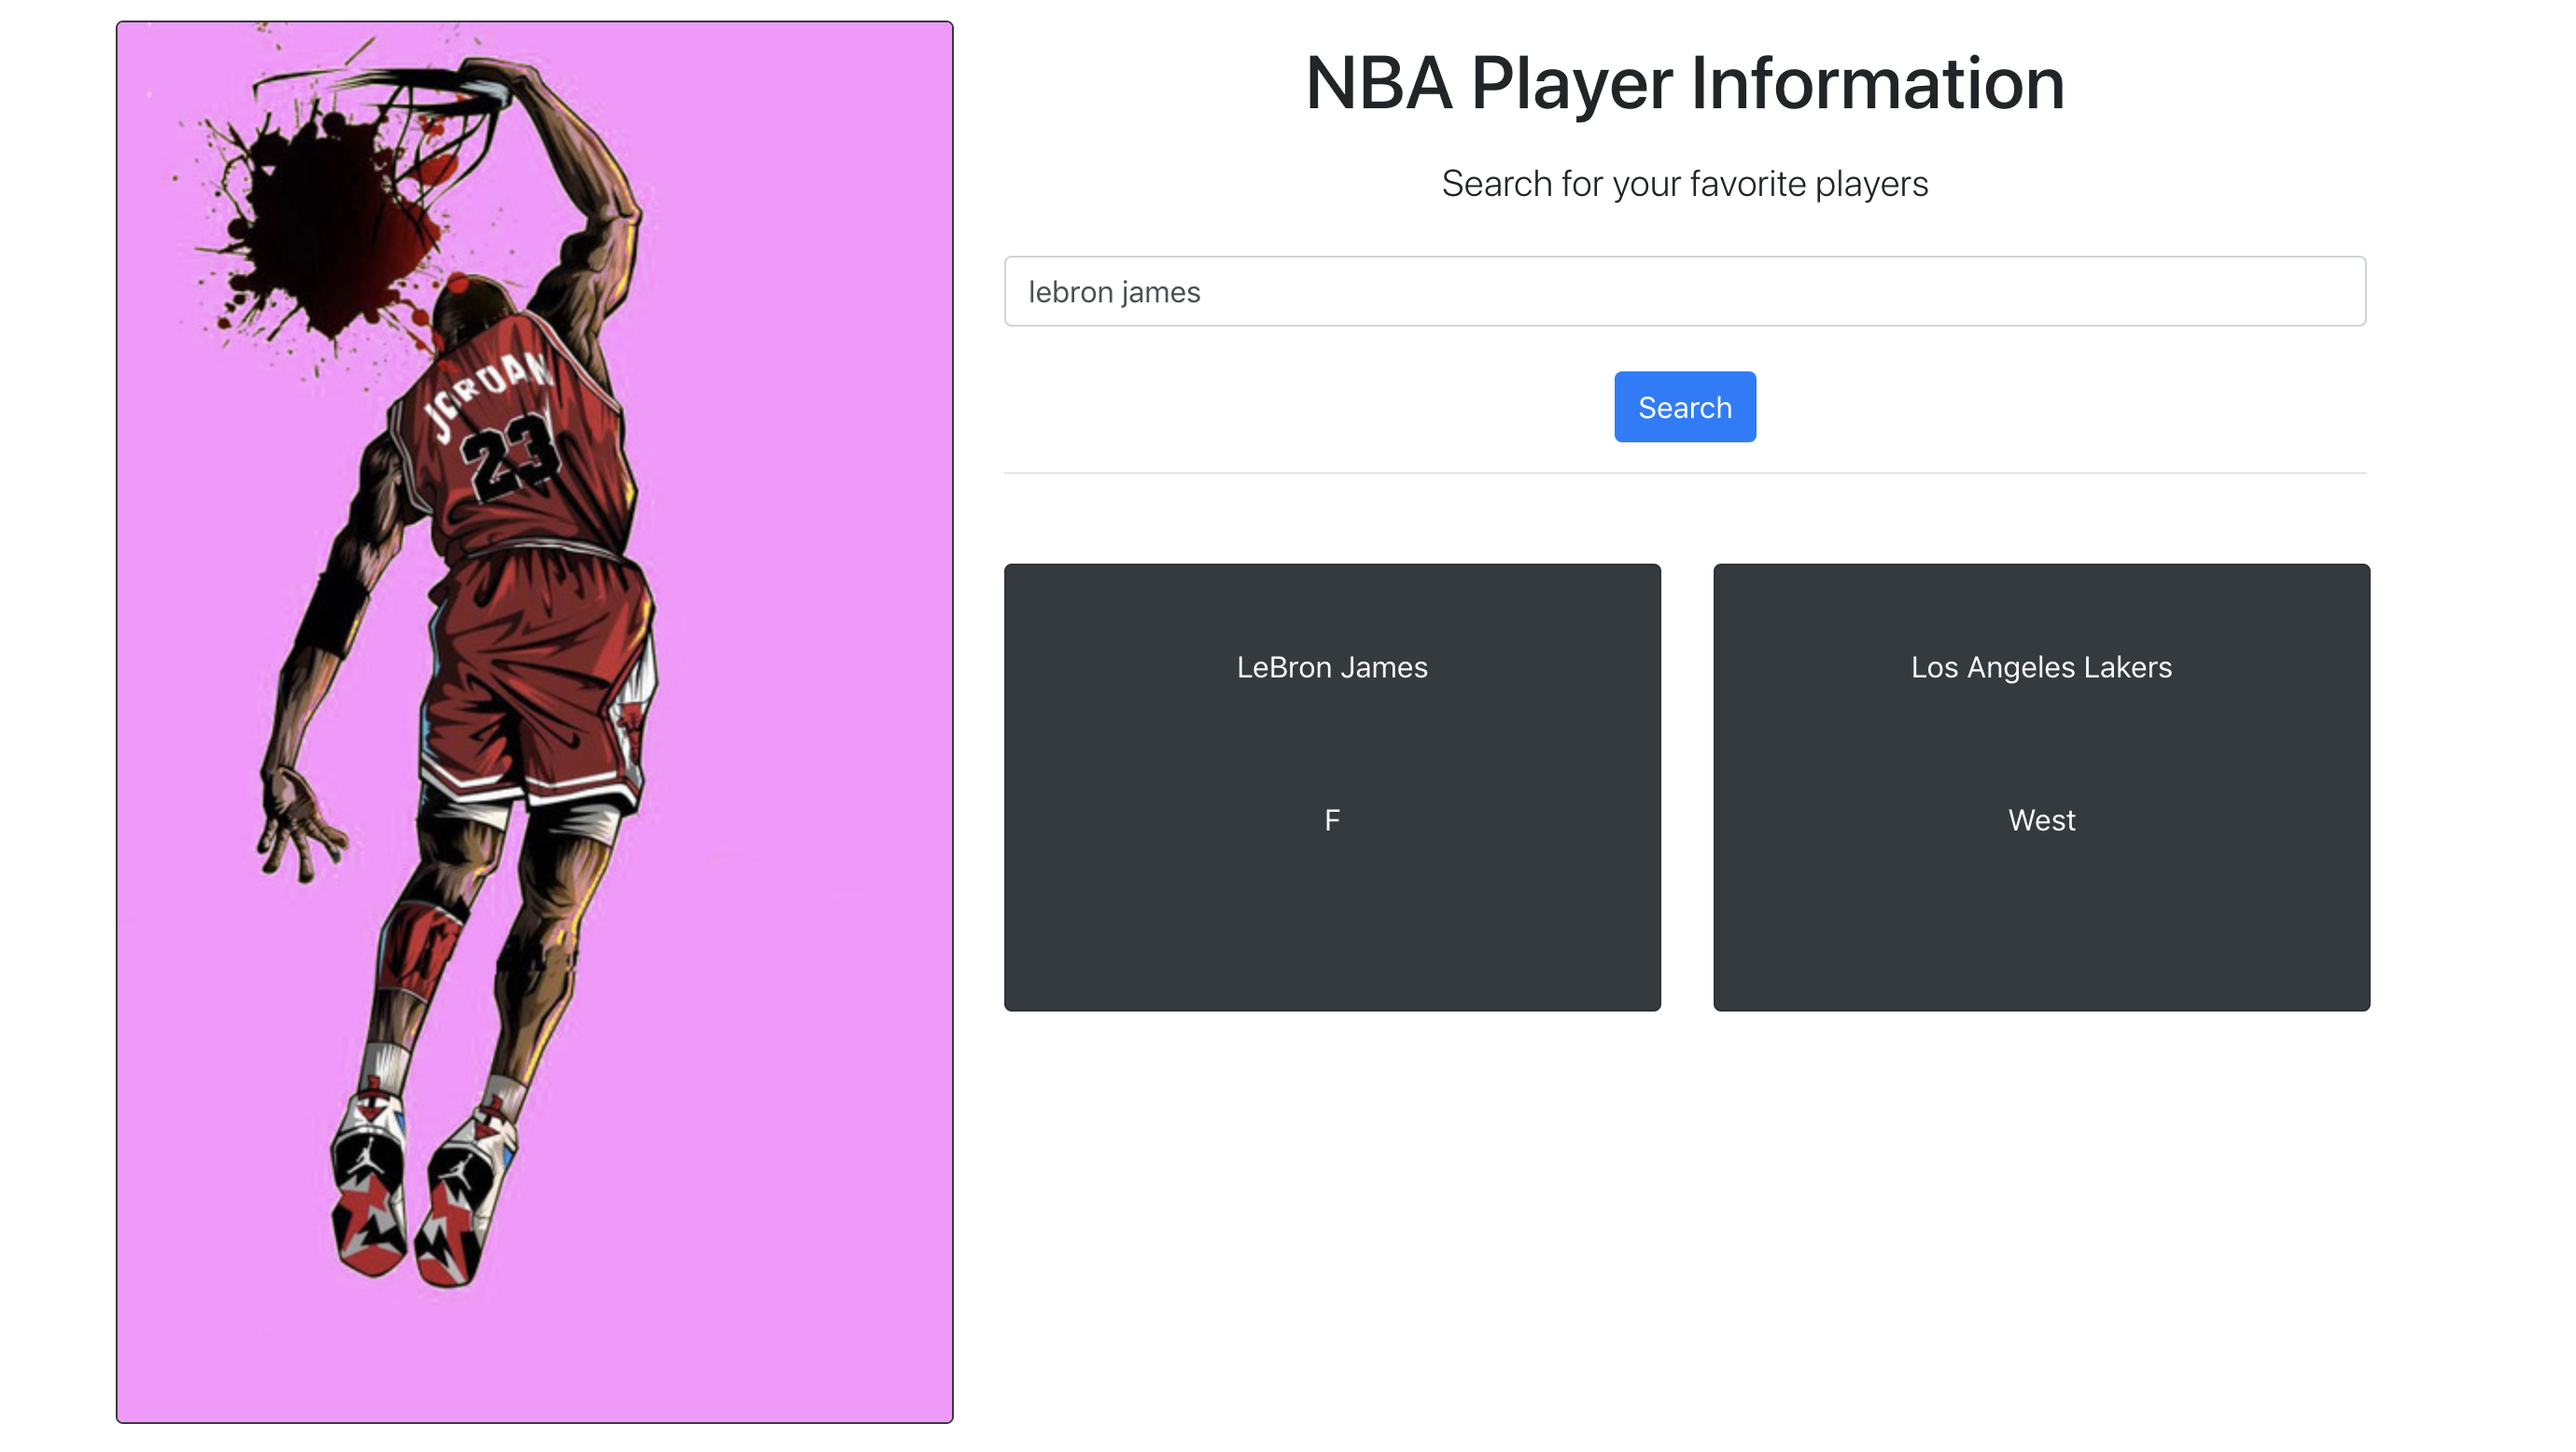 JORDAN
23
NBA Player Information
Search for your favorite players
lebron james
Search
LeBron James
F
Los Angeles Lakers
West